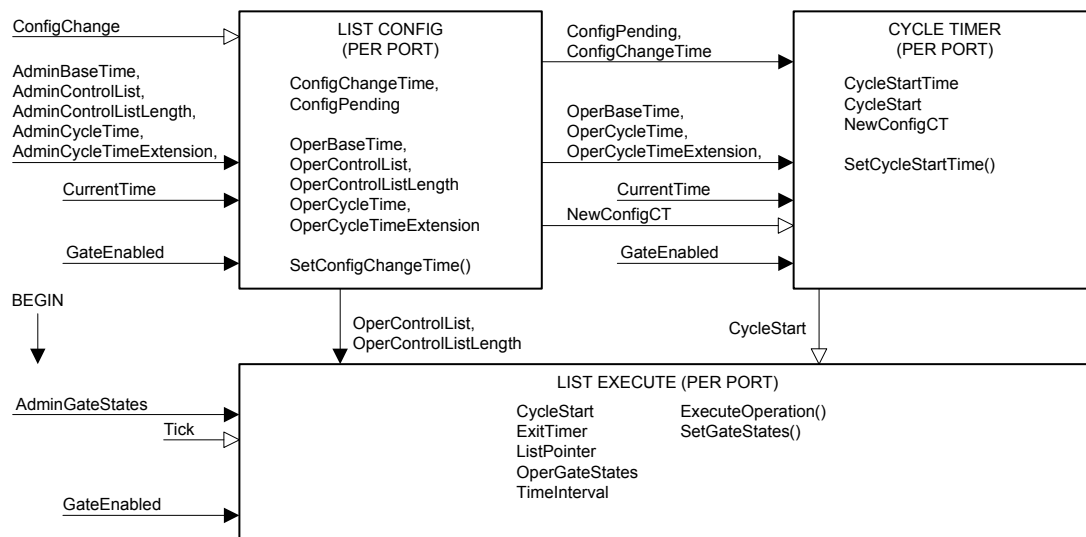 ConfigChange
AdminBaseTime,
AdminControlList,
AdminControlListLength,
AdminCycleTime,
AdminCycleTimeExtension,
CurrentTime
GateEnabled
BEGIN
LIST CONFIG
(PER PORT)
ConfigChangeTime,
ConfigPending
OperBaseTime,
OperControlList,
OperControlListLength
OperCycleTime,
OperCycleTimeExtension
SetConfigChangeTime()
ConfigPending,
ConfigChangeTime
OperBaseTime,
OperCycleTime,
OperCycleTimeExtension,
CurrentTime
NewConfigCT
GateEnabled
CYCLE TIMER
(PER PORT)
CycleStartTime
CycleStart
NewConfigCT
SetCycleStartTime()
OperControlList,
OperControlListLength
CycleStart
AdminGateStates
Tick
GateEnabled
LIST EXECUTE (PER PORT)
CycleStart
ExitTimer
ListPointer
OperGateStates
TimeInterval
ExecuteOperation()
SetGateStates()